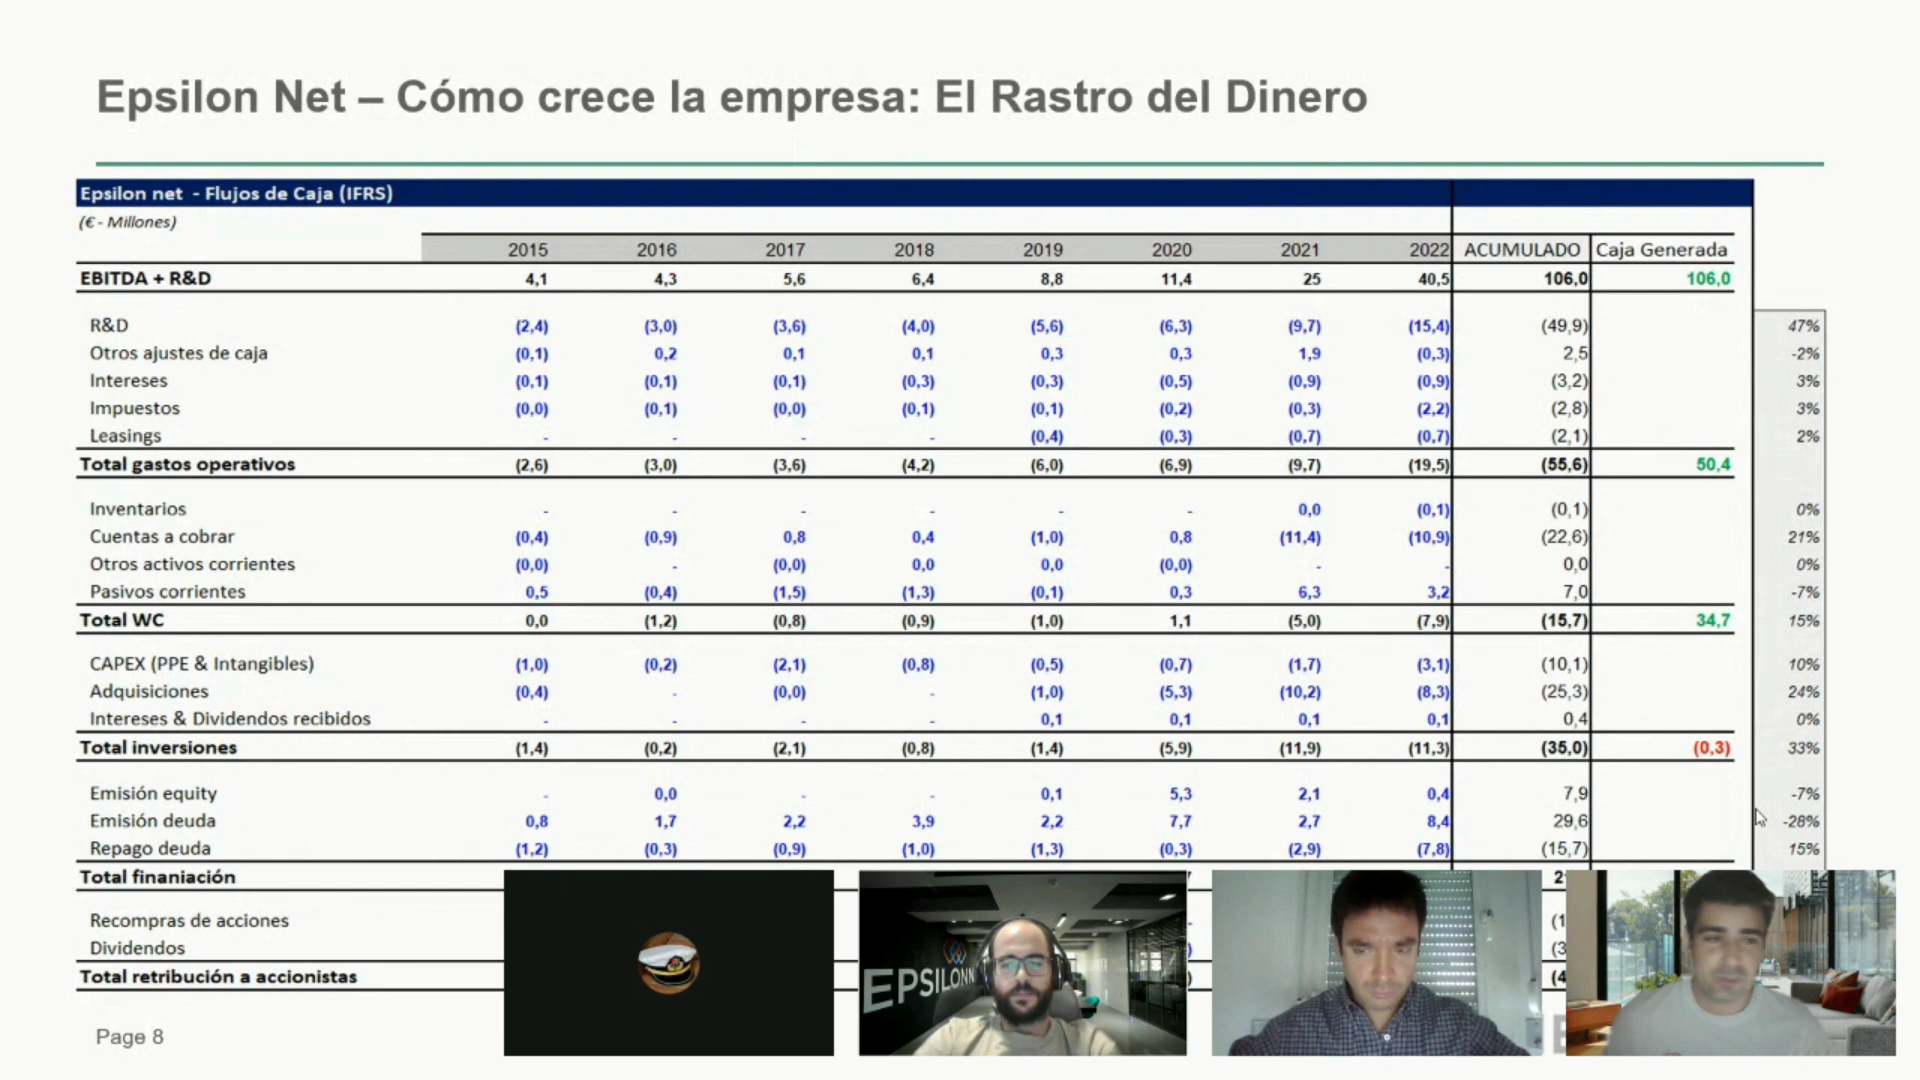 Epsilon Net – Cómo crece la empresa: El Rastro del Dinero
Epsilon net - Flujos de Caja (IFRS)
(€ - Millones)
2015 2016 2017 2018 2019 2020 2021 2022 ACUMULADO Caja Generada
EBITDA + R&D 4,1 4,3 5,6 6,4 8,8 11,4 25 40,5 106,0 106,0
R&D (2,4) (3,0) (3,6) (4,0) (5,6) (6,3) (9,7) (15,4) (49,9) 47%
Otros ajustes de caja (0,1) 0,2 0,1 0,1 0,3 0,3 1,9 (0,3) 2,5 -2%
Intereses (0,1) (0,1) (0,1) (0,3) (0,3) (0,5) (0,9) (0,9) (3,2) 3%
Impuestos (0,0) (0,1) (0,0) (0,1) (0,1) (0,2) (0,3) (2,2) (2,8) 3%
Leasings - - - - (0,4) (0,3) (0,7) (0,7) (2,1) 2%
Total gastos operativos (2,6) (3,0) (3,6) (4,2) (6,0) (6,9) (9,7) (19,5) (55,6) 50,4
Inventarios - - - - - - 0,0 (0,1) (0,1) 0%
Cuentas a cobrar (0,4) (0,9) 0,8 0,4 (1,0) 0,8 (11,4) (10,9) (22,6) 21%
Otros activos corrientes (0,0) - (0,0) 0,0 0,0 (0,0) - - 0,0 0%
Pasivos corrientes 0,5 (0,4) (1,5) (1,3) (0,1) 0,3 6,3 3,2 7,0 -7%
Total WC 0,0 (1,2) (0,8) (0,9) (1,0) 1,1 (5,0) (7,9) (15,7) 34,7 15%
CAPEX (PPE & Intangibles) (1,0) (0,2) (2,1) (0,8) (0,5) (0,7) (1,7) (3,1) (10,1) 10%
Adquisiciones (0,4) - (0,0) - (1,0) (5,3) (10,2) (8,3) (25,3) 24%
Intereses & Dividendos recibidos - - - - 0,1 0,1 0,1 0,1 0,4 0%
Total inversiones (1,4) (0,2) (2,1) (0,8) (1,4) (5,9) (11,9) (11,3) (35,0) (0,3) 33%
Emisión equity - 0,0 - - 0,1 5,3 2,1 0,4 7,9 -7%
Emisión deuda 0,8 1,7 2,2 3,9 2,2 7,7 2,7 8,4 29,6 -28%
Repago deuda (1,2) (0,3) (0,9) (1,0) (1,3) (0,3) (2,9) (7,8) (15,7) 15%
Total finaniación
Recompras de acciones
Dividendos
Total retribución a accionistas
EPSILONN
Page 8